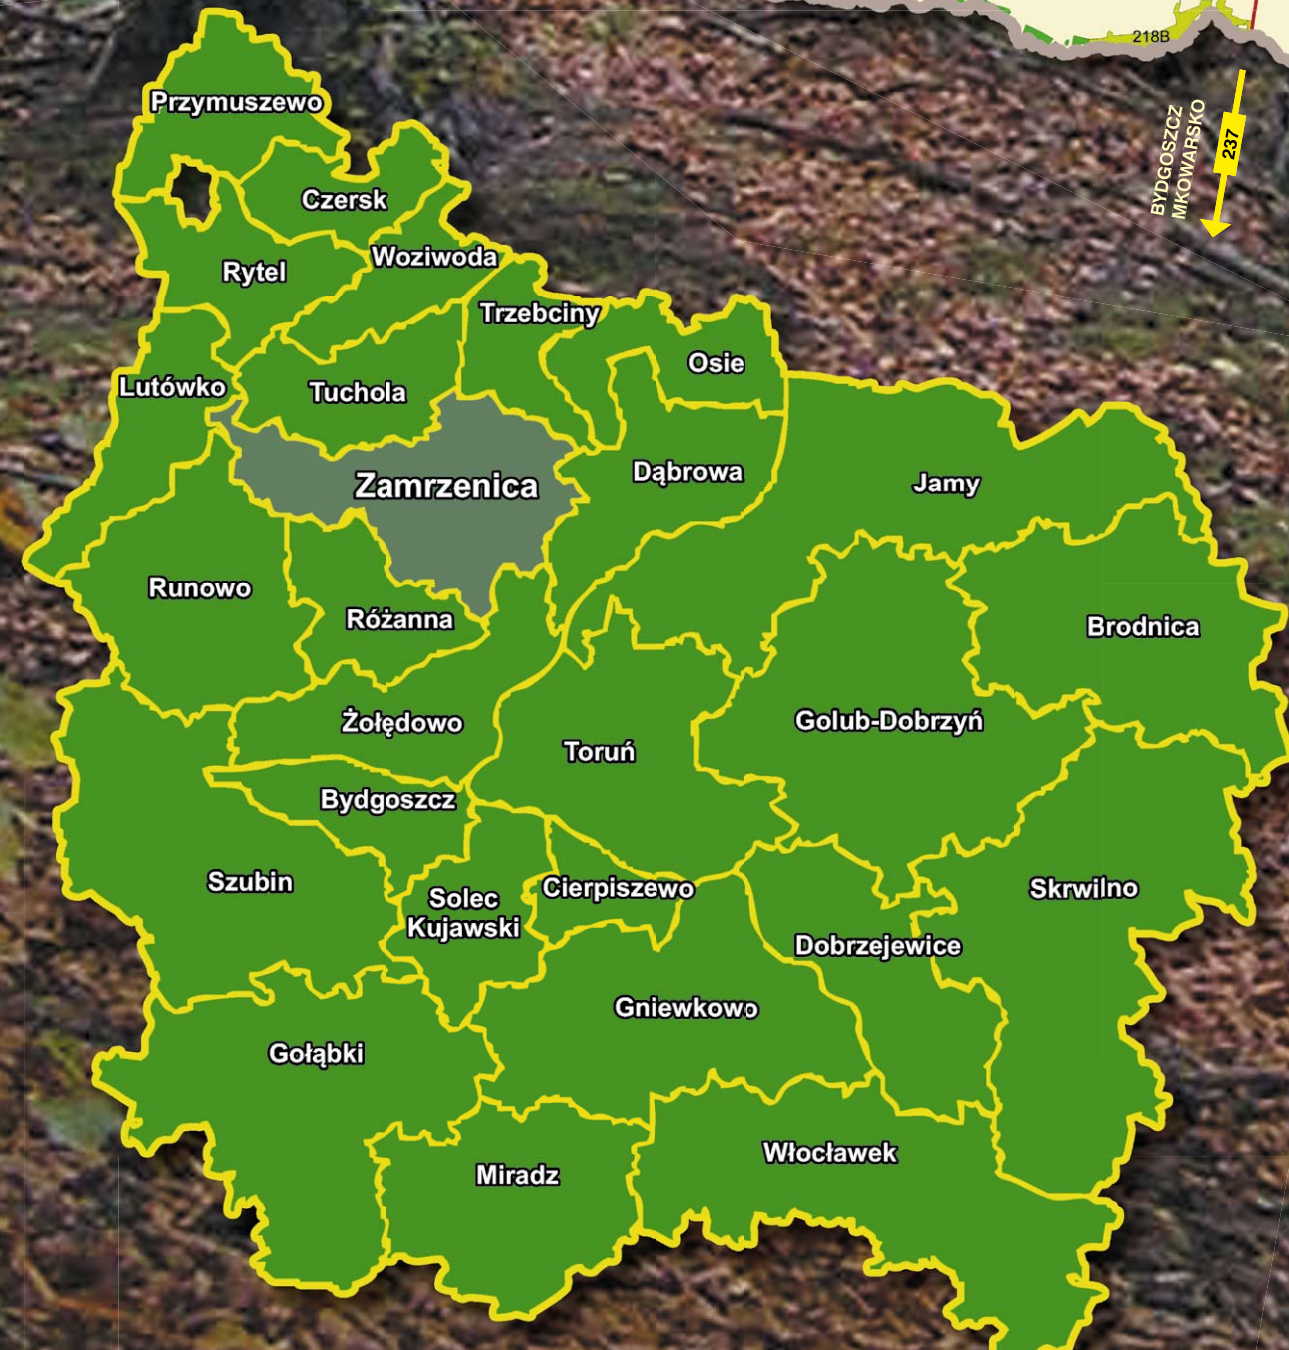 218B
BYDGOSZCZ
MKOWARSKO
237
Przymuszewo
Czersk
Woziwoda
Rytel
Trzebciny
Osie
Lutówko
Tuchola
Dąbrowa
Jamy
Zamrzenica
Runowo
Różanna
Brodnica
Żołędowo
Golub-Dobrzyń
Toruń
Bydgoszcz
Szubin
Solec
Kujawski
Cierpiszewo
Skrwilno
Dobrzejewice
Gniewkowo
Gołąbki
Miradz
Włocławek